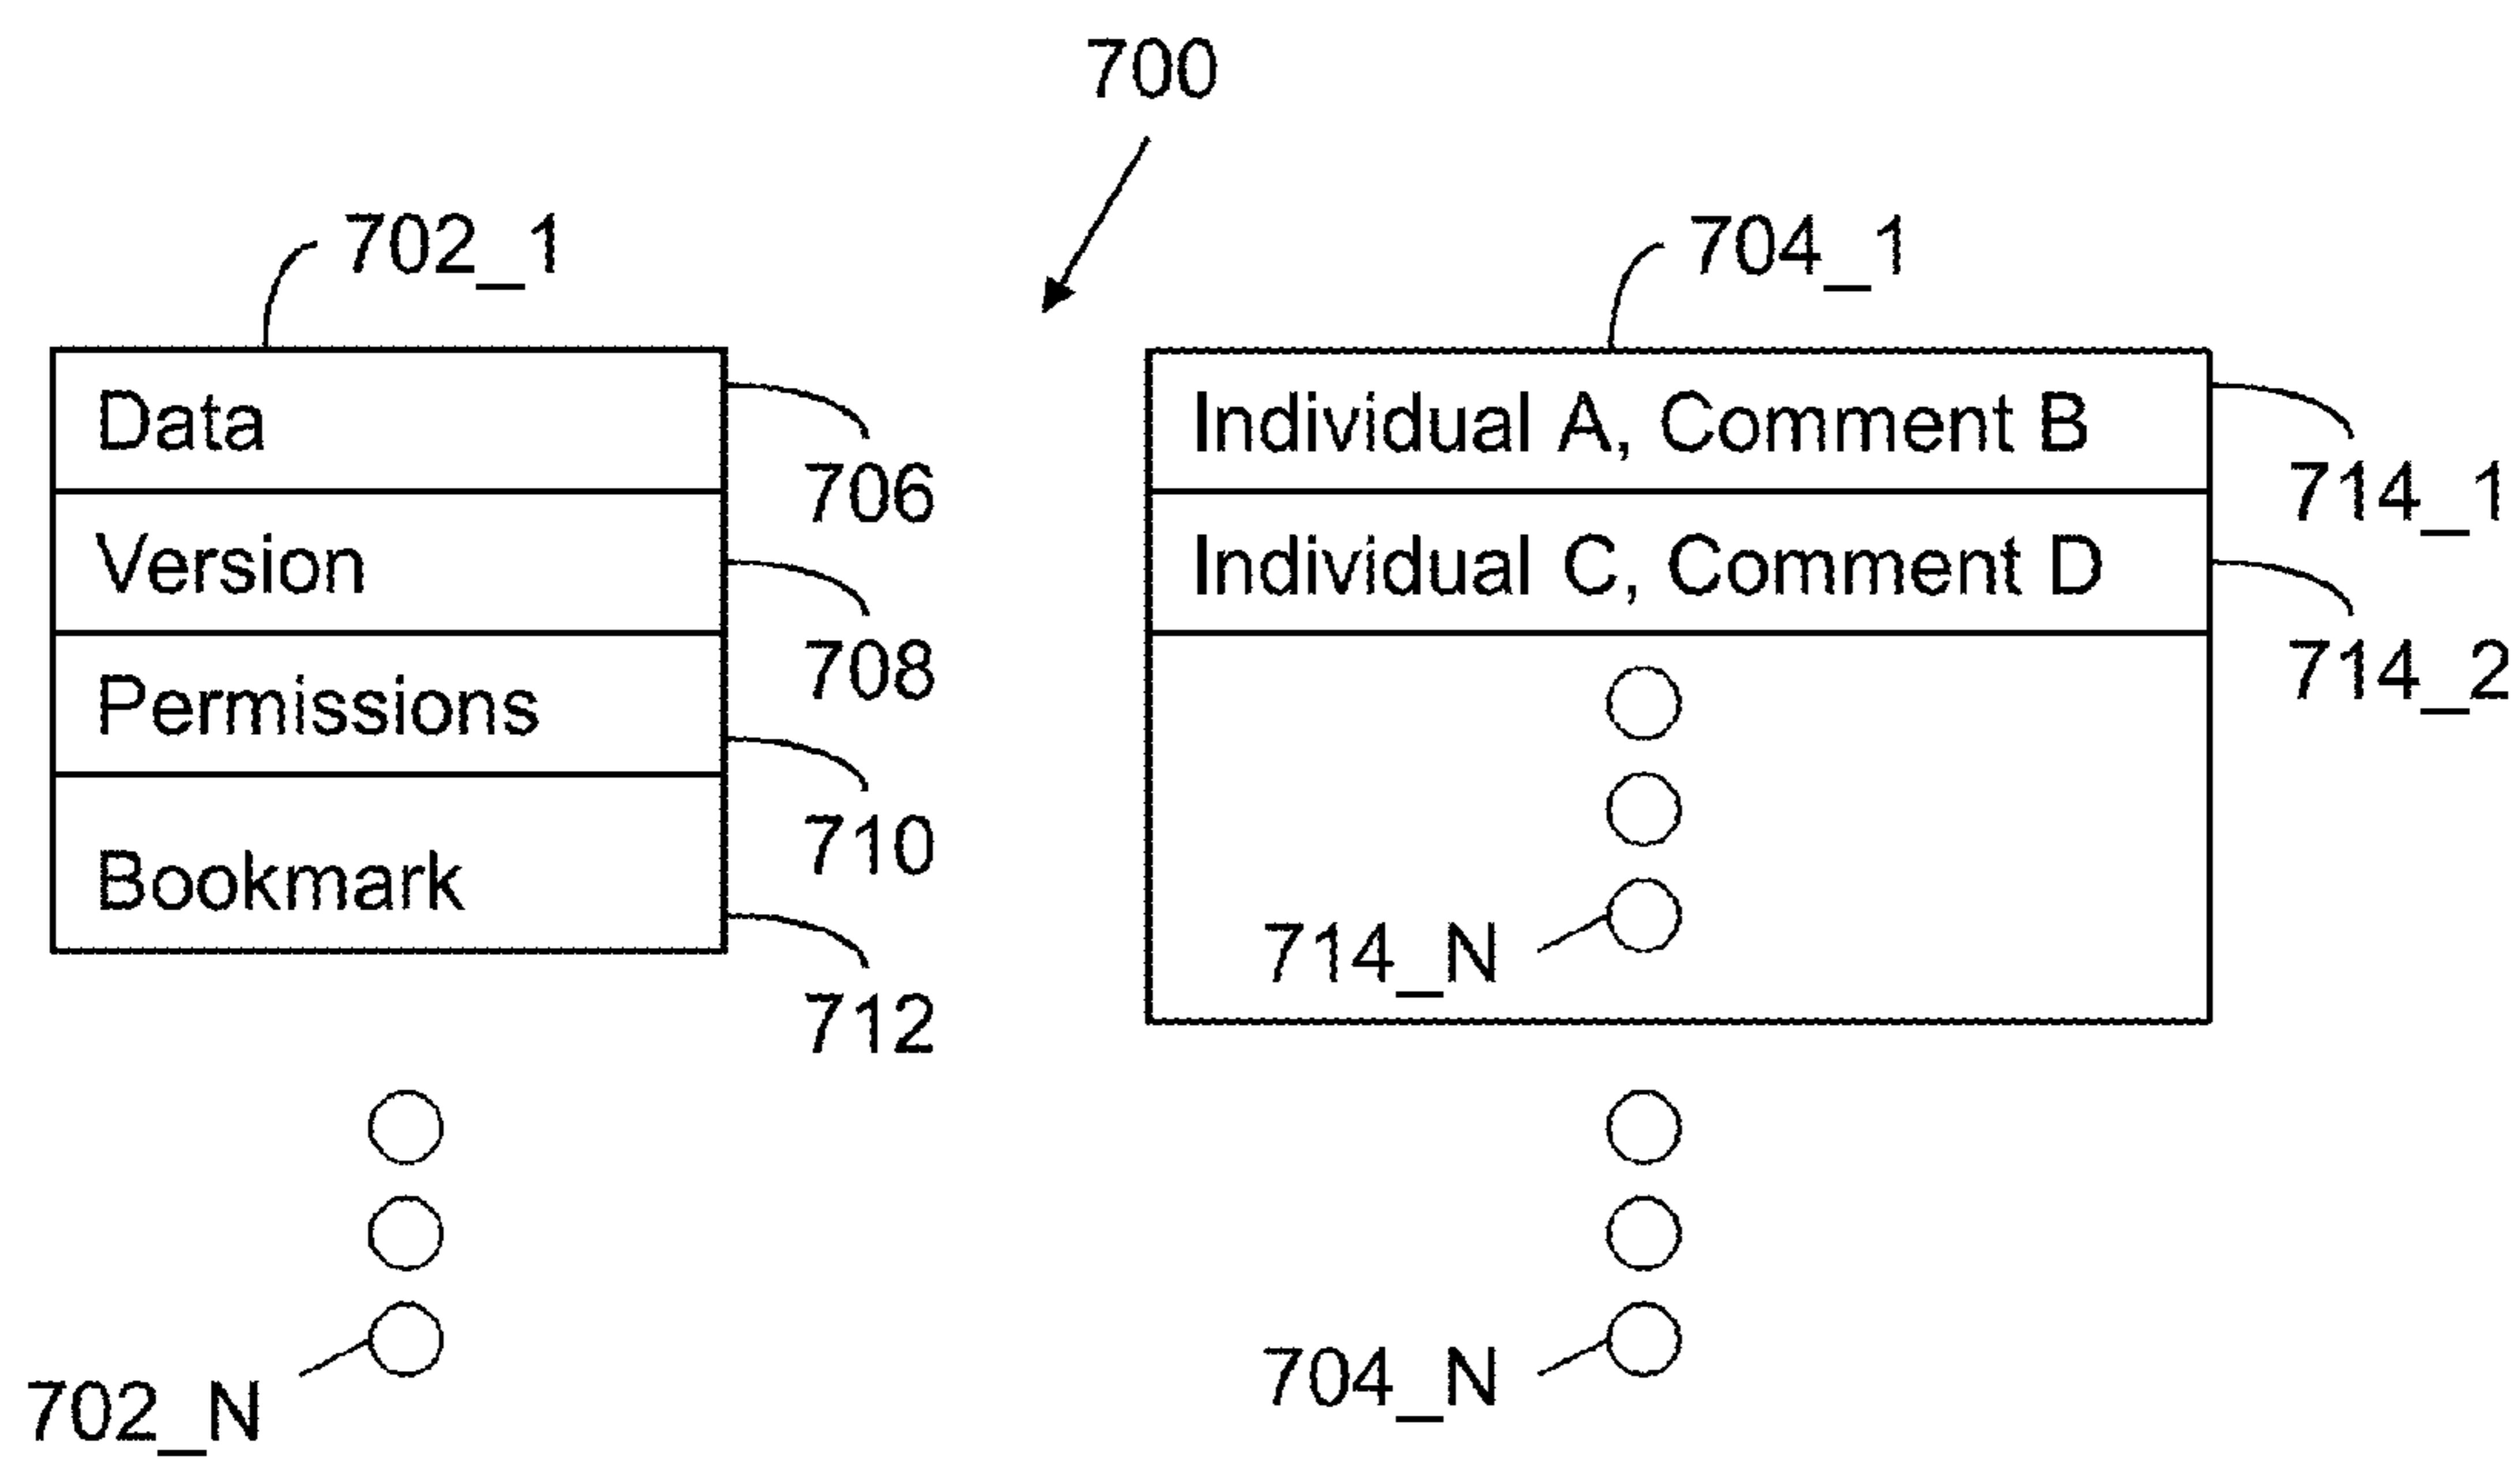 700
702_1
704_1
Data
706
Version
708
Permissions
710
Bookmark
712
702_N
Individual A, Comment B
714_1
Individual C, Comment D
714_2
714_N
704_N